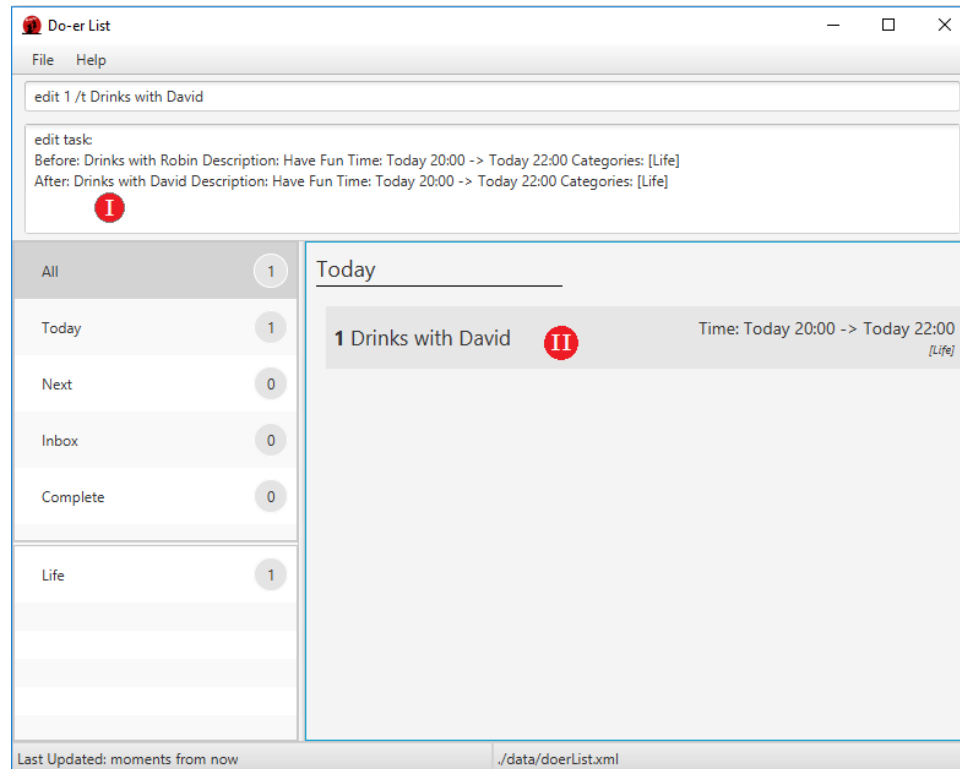 Do-er List
File Help
edit 1 /t Drinks with David
edit task:
Before: Drinks with Robin Description: Have Fun Time: Today 20:00 -> Today 22:00 Categories: [Life]
After: Drinks with David Description: Have Fun Time: Today 20:00 -> Today 22:00 Categories: [Life]
I
All 1
Today 1
Next 0
Inbox 0
Complete 0
Life 1
Today
1 Drinks with David II Time: Today 20:00 -> Today 22:00
[Life]
Last Updated: moments from now ./data/doerList.xml